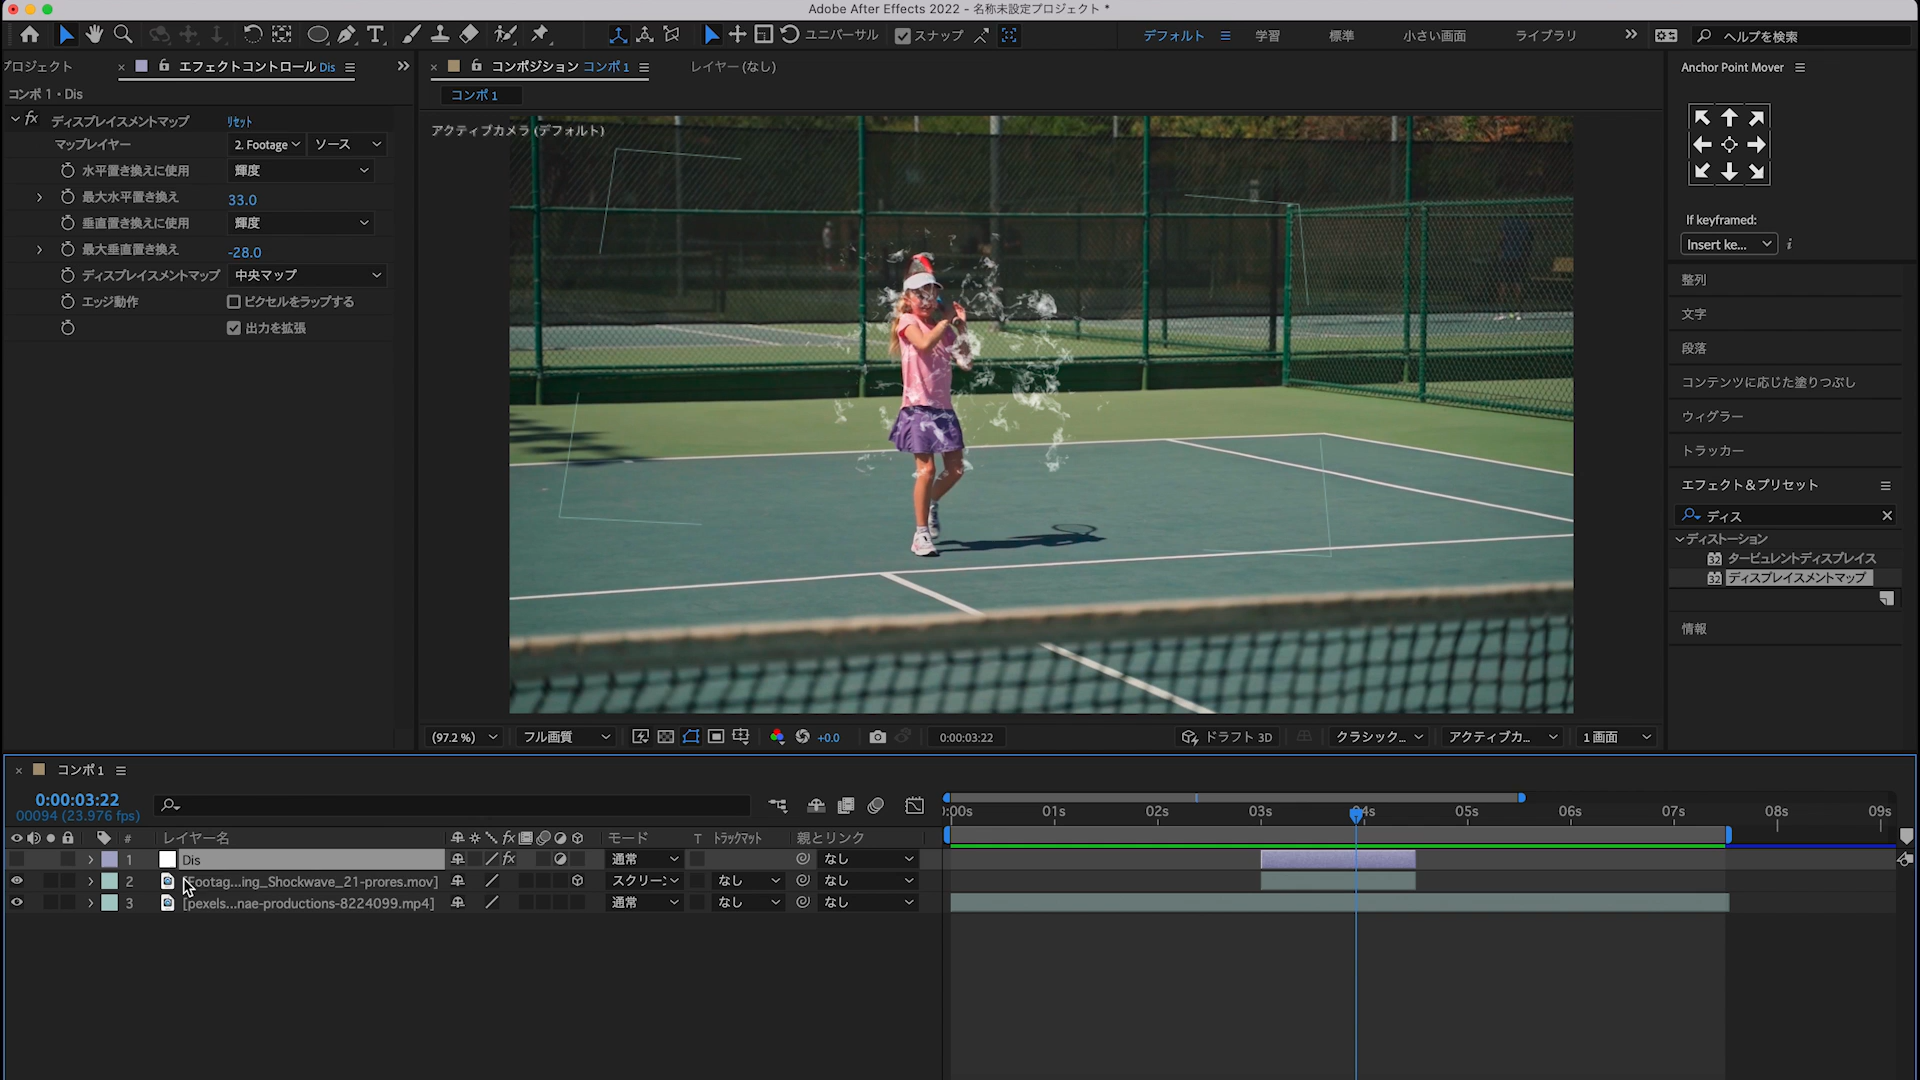 Adobe After Effects 2022 - 名称未設定プロジェクト *
ユニバーサル
スナップ
デフォルト
学習
標準
小さい画面
ライブラリ
ヘルプを検索
プロジェクト
エフェクトコントロール Dis
コンポジション コンポ 1
レイヤー (なし)
Anchor Point Mover
コンポ 1・Dis
コンポ 1
ディスプレイスメントマップ
リセット
アクティブカメラ (デフォルト)
マップレイヤー
2. Footage
ソース
水平置き換えに使用
輝度
最大水平置き換え
33.0
垂直置き換えに使用
輝度
最大垂直置き換え
-28.0
ディスプレイスメントマップ
中央マップ
エッジ動作
ピクセルをラップする
出力を拡張
If keyframed:
Insert ke...
i
整列
文字
段落
コンテンツに応じた塗りつぶし
ウィグラー
トラッカー
エフェクト＆プリセット
ディス
ディストーション
32 タービュレントディスプレイス
32 ディスプレイスメントマップ
情報
(97.2 %)
フル画質
+0.0
0:00:03:22
ドラフト 3D
クラシック...
アクティブカ...
1 画面
コンポ 1
0:00:03:22
00094 (23.976 fps)
:00s 01s 02s 03s 04s 05s 06s 07s 08s 09s
# レイヤー名 fx モード T トラックマット 親とリンク
1 Dis fx 通常 なし
2 [Footag...ing_Shockwave_21-prores.mov] スクリーン なし なし
3 [pexels...nae-productions-8224099.mp4] 通常 なし なし